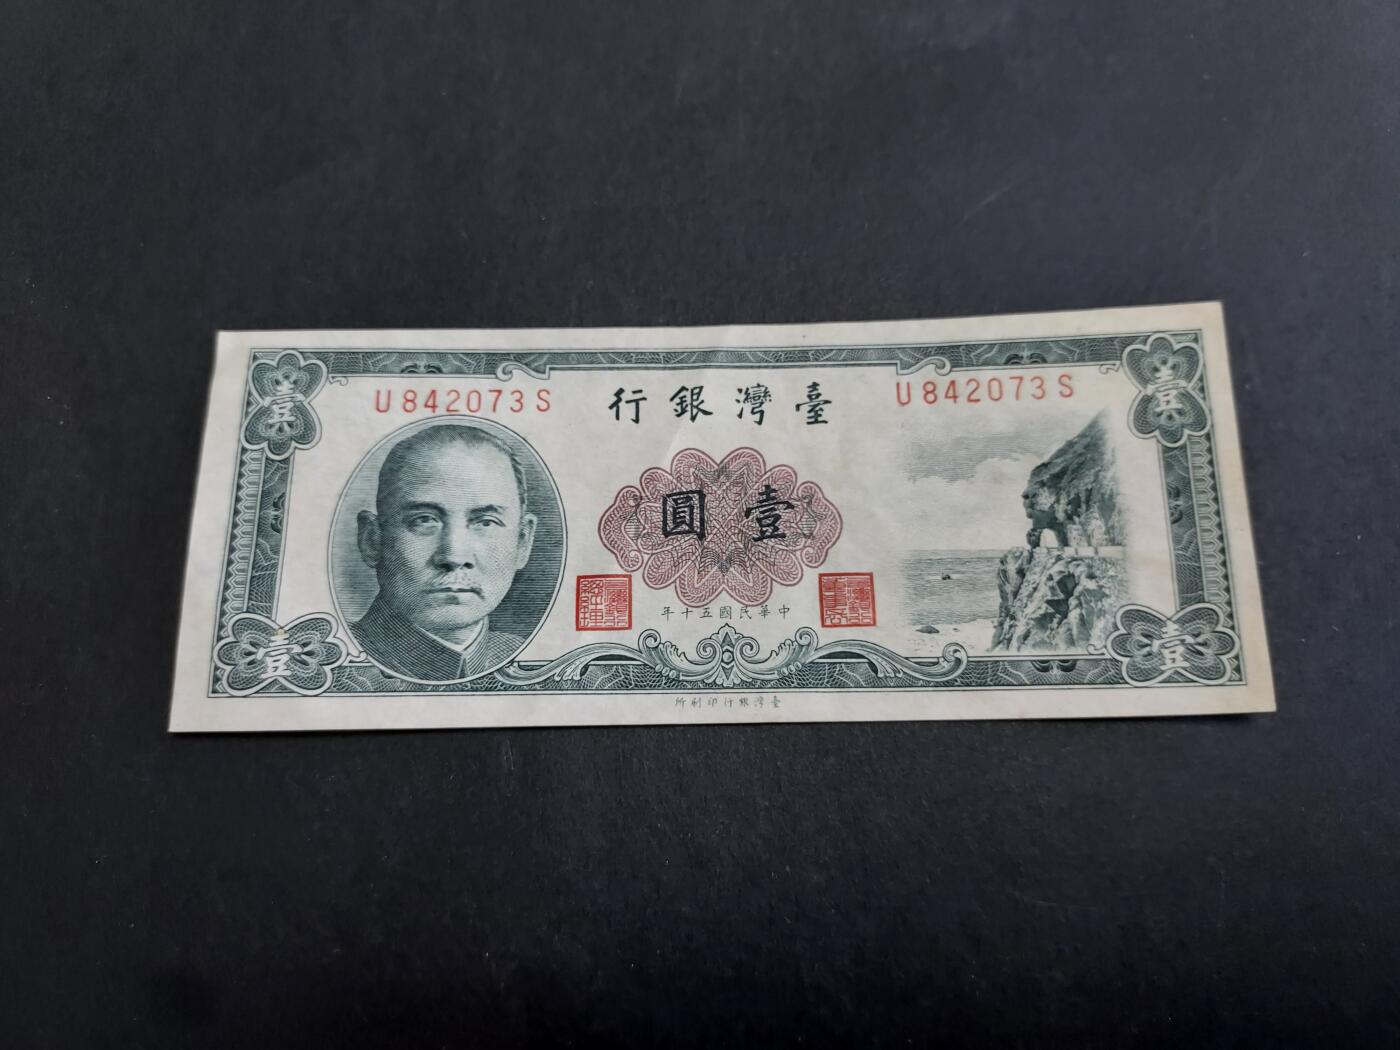 壹
壹
U842073S
臺灣銀行
U842073S
壹圓
中華民國五十年
壹
壹
臺灣銀行印刷所